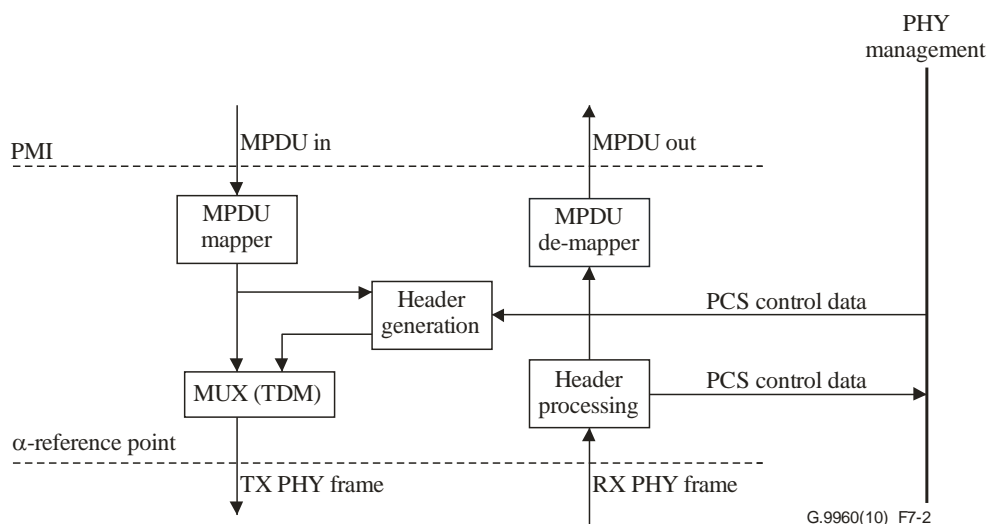 PHY
management
MPDU in
MPDU out
PMI
MPDU
mapper
MPDU
de-mapper
Header
generation
PCS control data
MUX (TDM)
Header
processing
PCS control data
α-reference point
TX PHY frame
RX PHY frame
G.9960(10)_F7-2